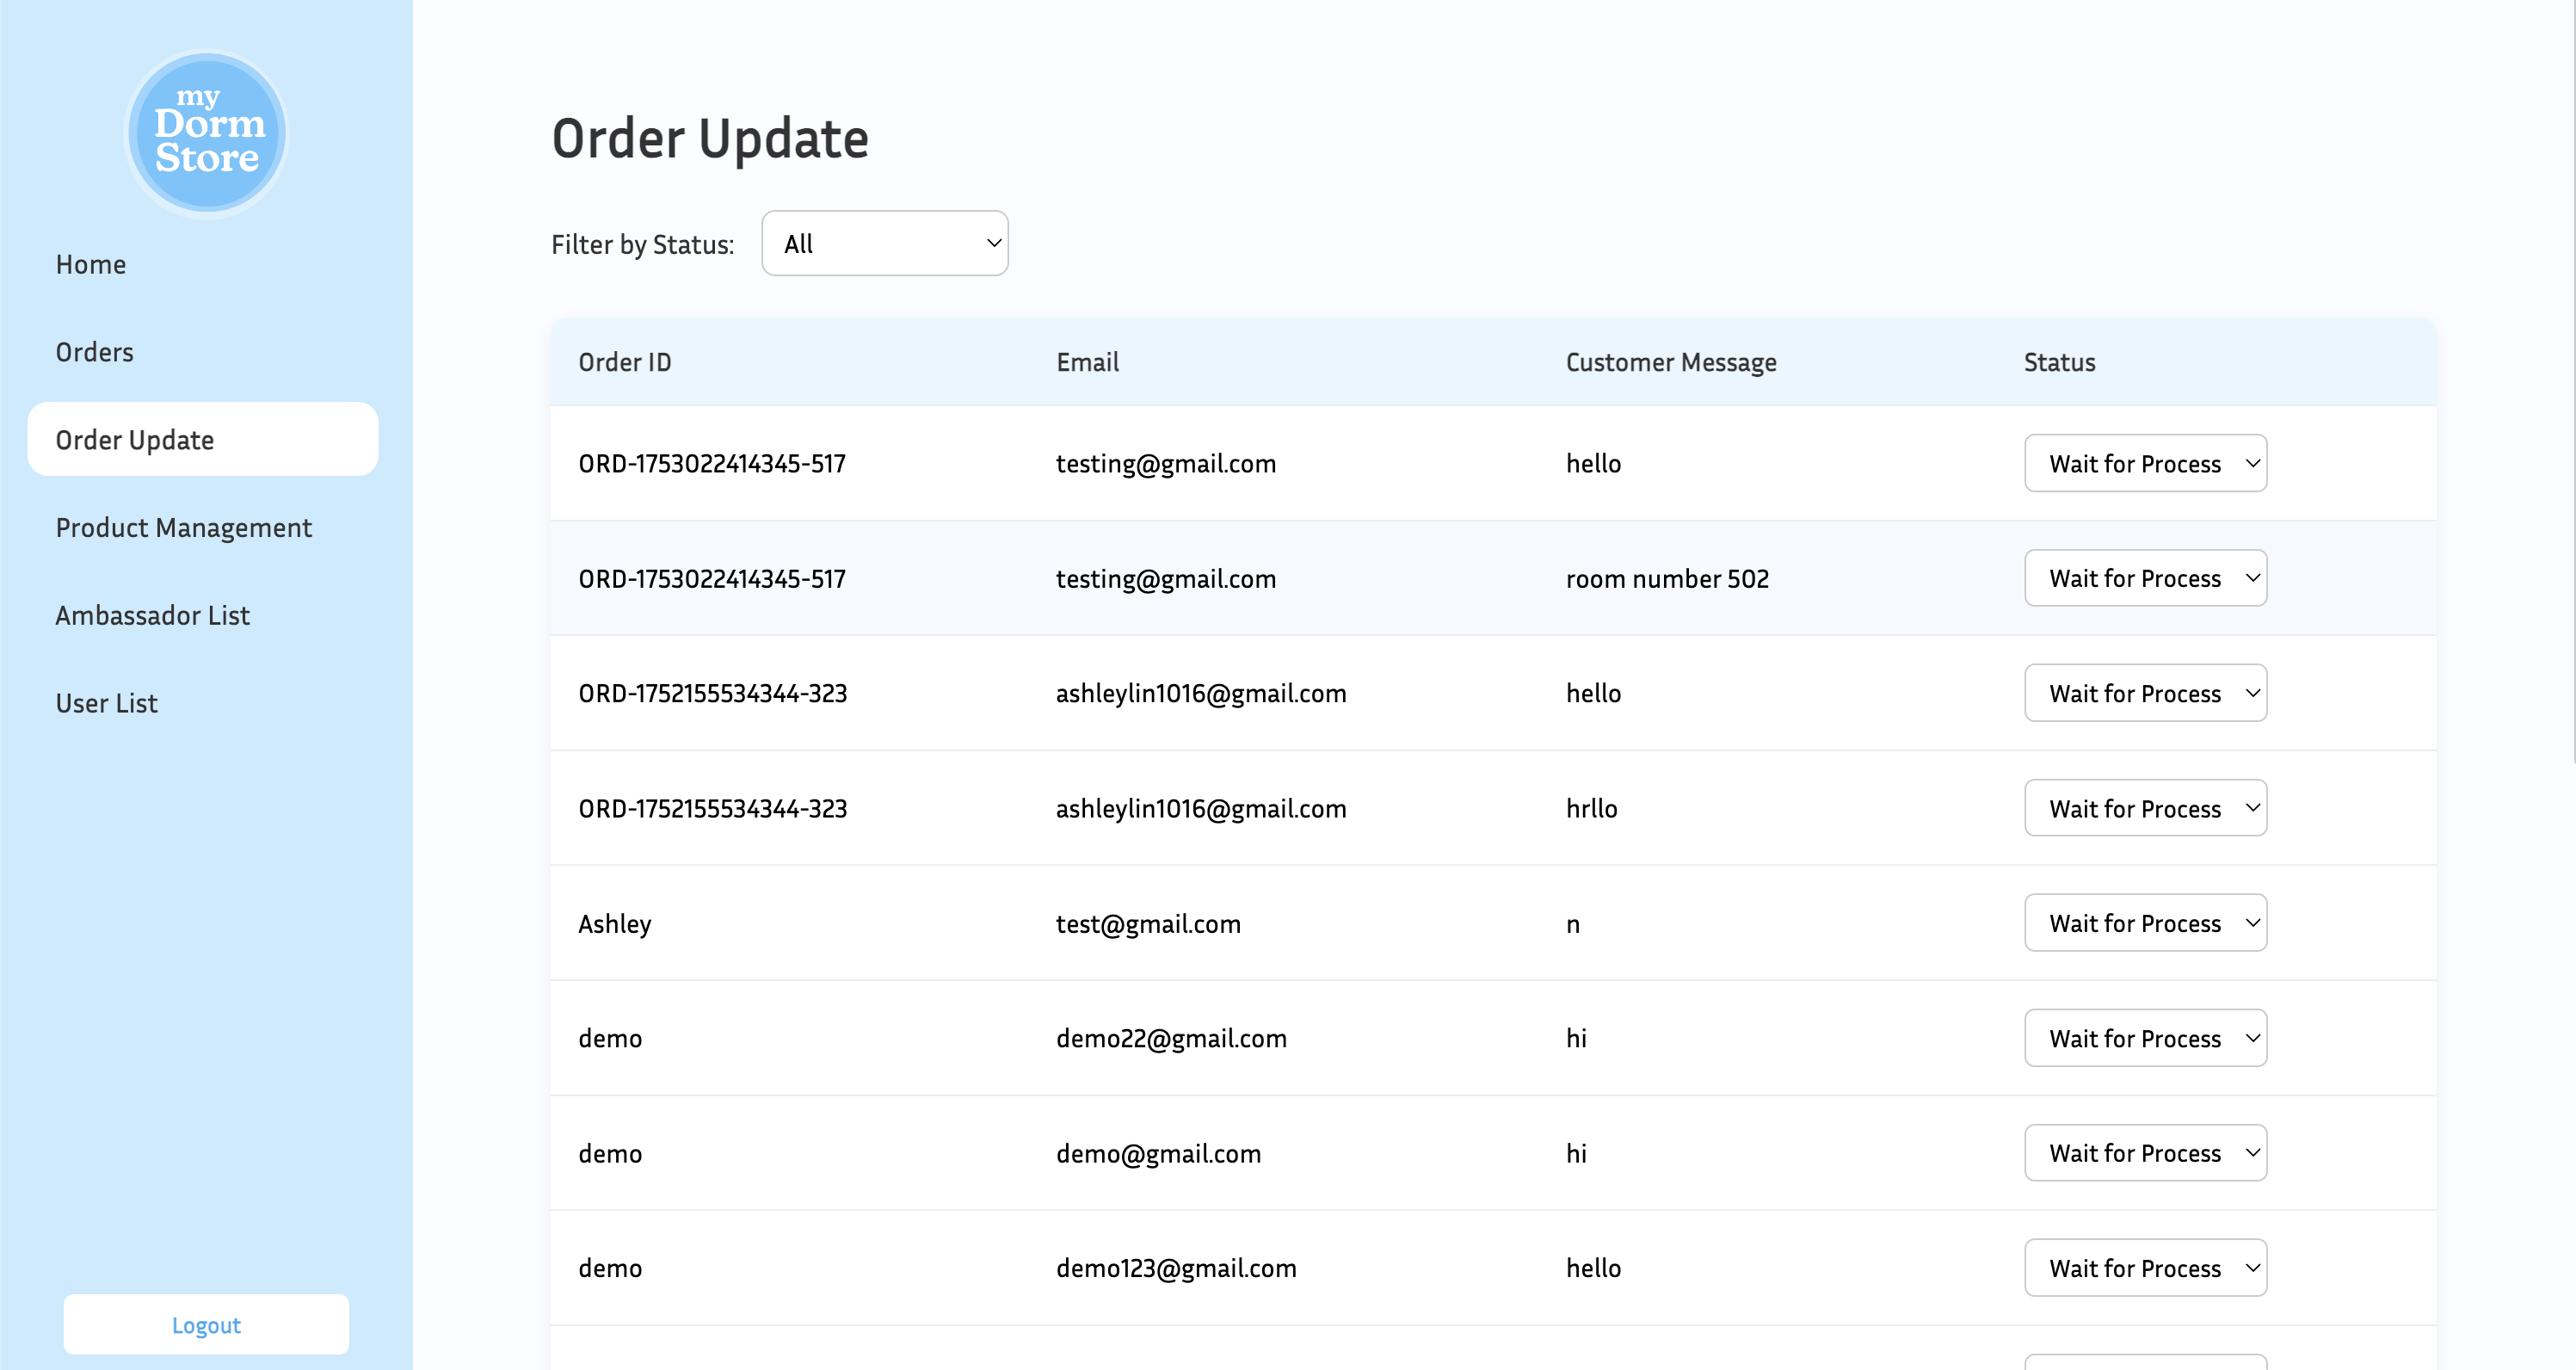 my
Dorm
Store
Home
Orders
Order Update
Product Management
Ambassador List
User List
Logout
Order Update
Filter by Status: All
Order ID Email Customer Message Status
ORD-1753022414345-517 testing@gmail.com hello Wait for Process
ORD-1753022414345-517 testing@gmail.com room number 502 Wait for Process
ORD-1752155534344-323 ashleylin1016@gmail.com hello Wait for Process
ORD-1752155534344-323 ashleylin1016@gmail.com hrllo Wait for Process
Ashley test@gmail.com n Wait for Process
demo demo22@gmail.com hi Wait for Process
demo demo@gmail.com hi Wait for Process
demo demo123@gmail.com hello Wait for Process